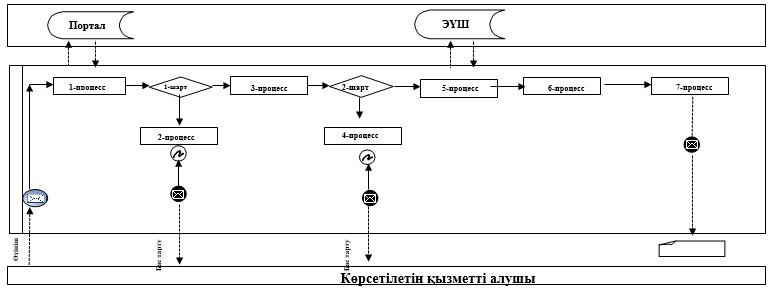 Портал
ЭҮШ
1-процесс
1-шарт
3-процесс
2-шарт
5-процесс
6-процесс
7-процесс
2-процесс
4-процесс
Өтініш
Бас тарту
Бас тарту
Көрсетілетін қызметті алушы